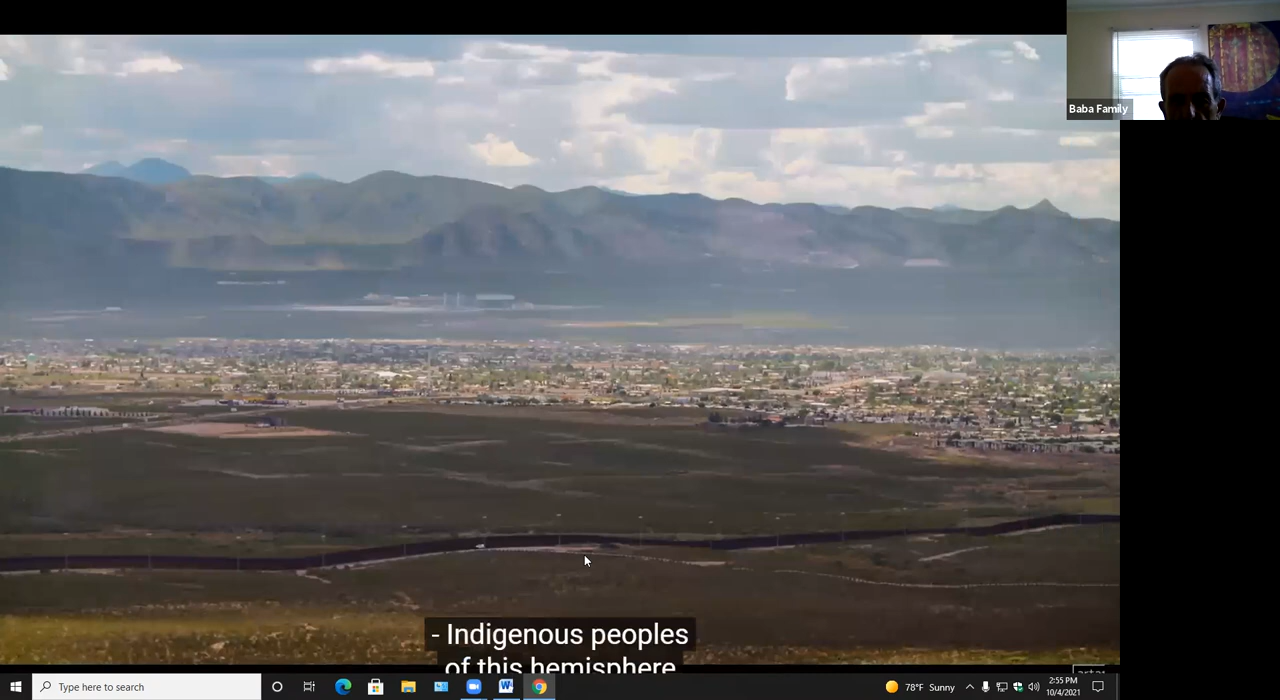 Baba Family
- Indigenous peoples
of this hemisphere
Type here to search
78°F Sunny
2:55 PM
10/4/2021